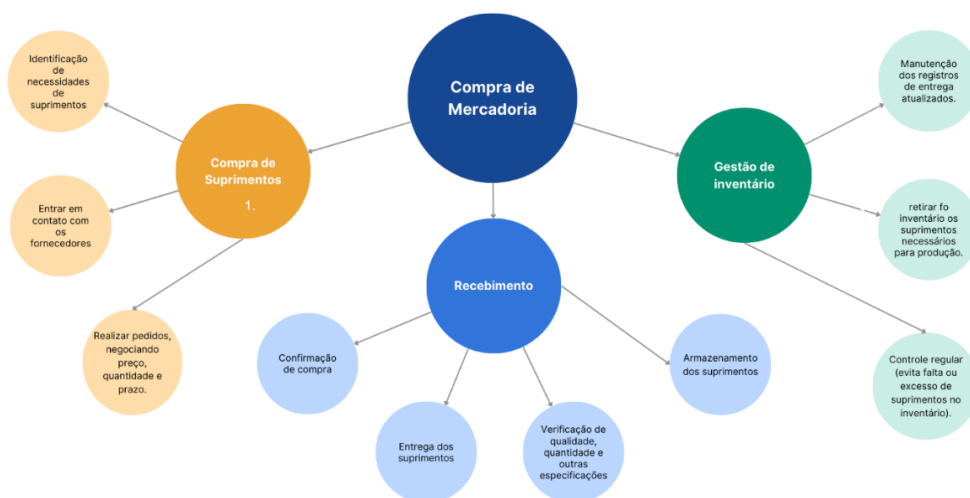 Compra de
Mercadoria
Identificação
de
necessidades
de
suprimentos
Compra de
Suprimentos
1.
Entrar em
contato com
os
fornecedores
Realizar pedidos,
negociando
preço,
quantidade e
prazo.
Recebimento
Confirmação
de compra
Entrega dos
suprimentos
Verificação de
qualidade,
quantidade e
outras
especificações
Armazenamento
dos suprimentos
Gestão de
inventário
Manutenção
dos registros
de entrega
atualizados.
retirar fo
inventário os
suprimentos
necessários
para produção.
Controle regular
(evita falta ou
excesso de
suprimentos no
inventário).